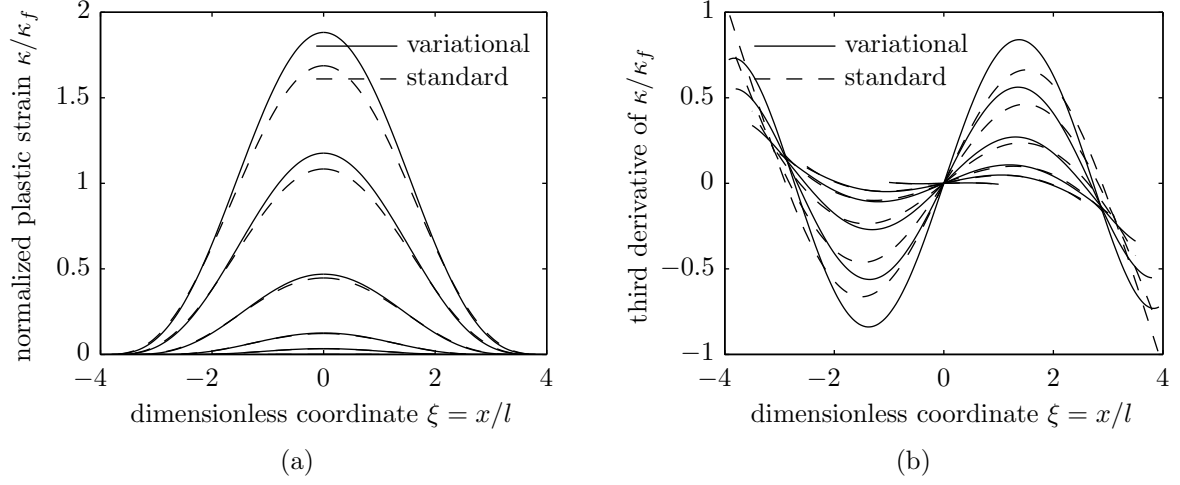 normalized plastic strain κ/κf
2
1.5
1
0.5
0
−4
−2
0
2
4
variational
standard
dimensionless coordinate ξ = x/l
(a)
third derivative of κ/κf
1
0.5
0
−0.5
−1
−4
−2
0
2
4
variational
standard
dimensionless coordinate ξ = x/l
(b)